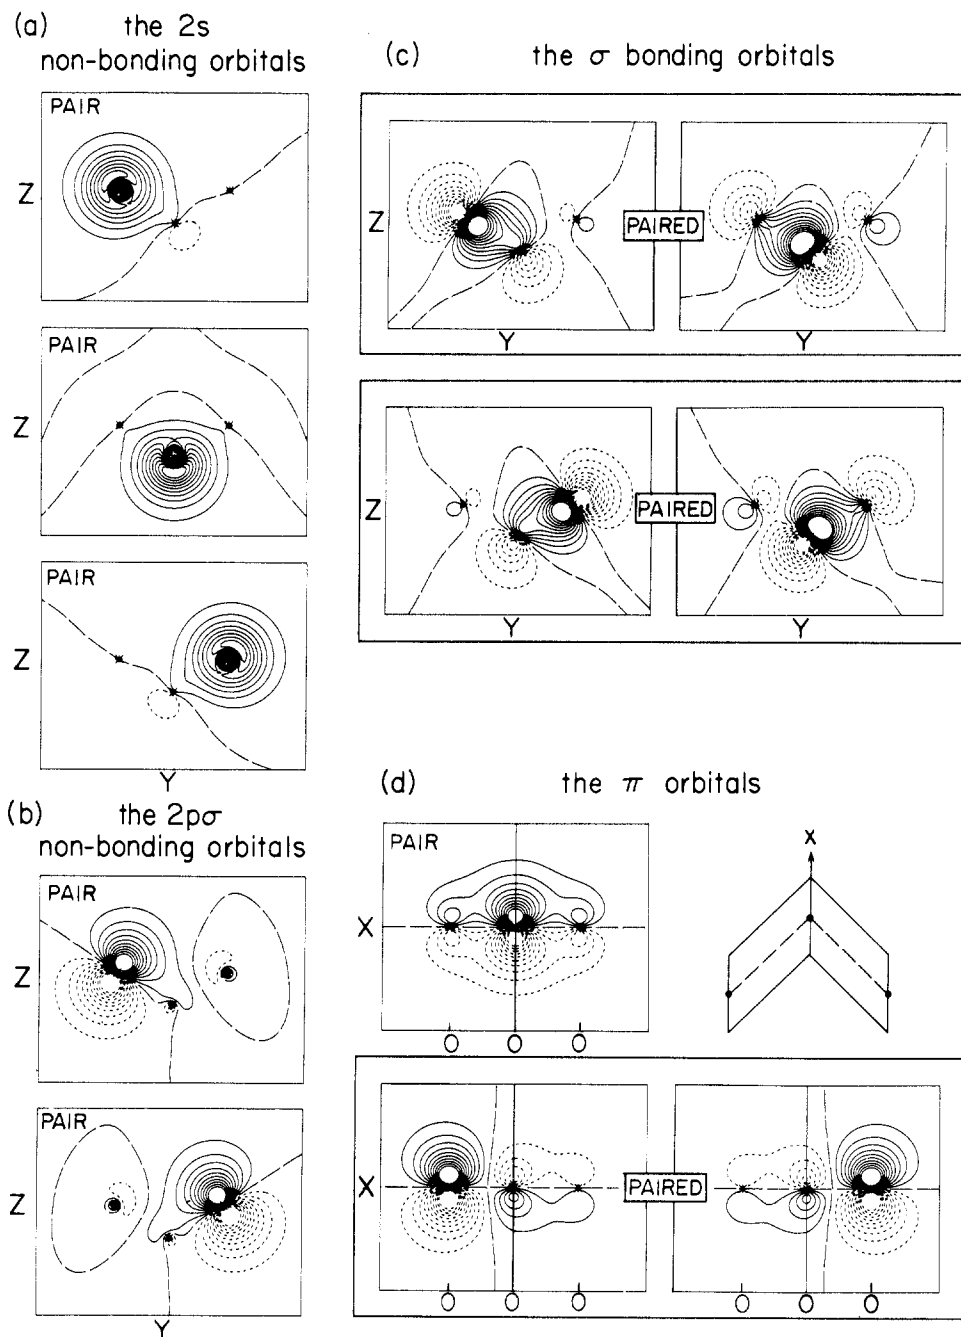 (a) the 2s
non-bonding orbitals
PAIR
Z
PAIR
Z
PAIR
Z
Y
(b) the 2pσ
non-bonding orbitals
PAIR
Z
PAIR
Z
Y
(c) the σ bonding orbitals
Z
PAIRED
Y Y
Z
PAIRED
Y Y
(d) the π orbitals
PAIR
X
X
O O O
X
PAIRED
O O O O O O